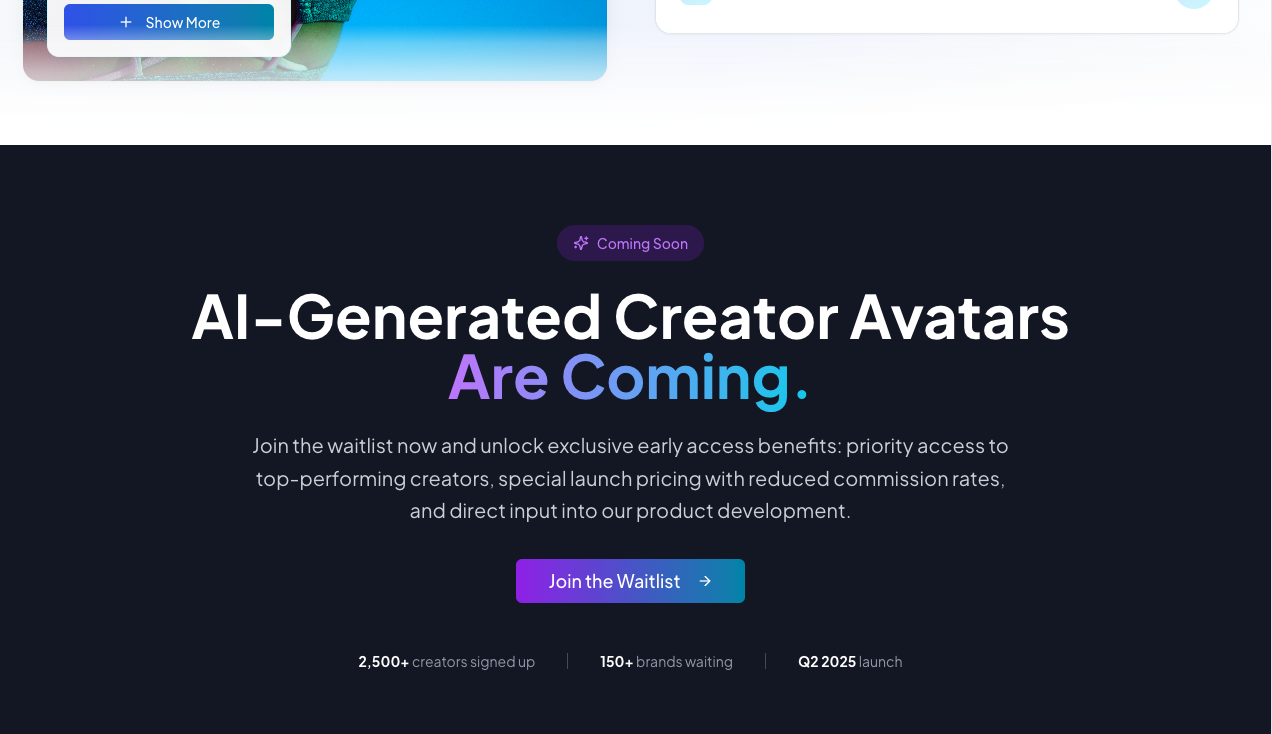 Show More
Coming Soon
AI-Generated Creator Avatars
Are Coming.
Join the waitlist now and unlock exclusive early access benefits: priority access to
top-performing creators, special launch pricing with reduced commission rates,
and direct input into our product development.
Join the Waitlist
2,500+ creators signed up
150+ brands waiting
Q2 2025 launch